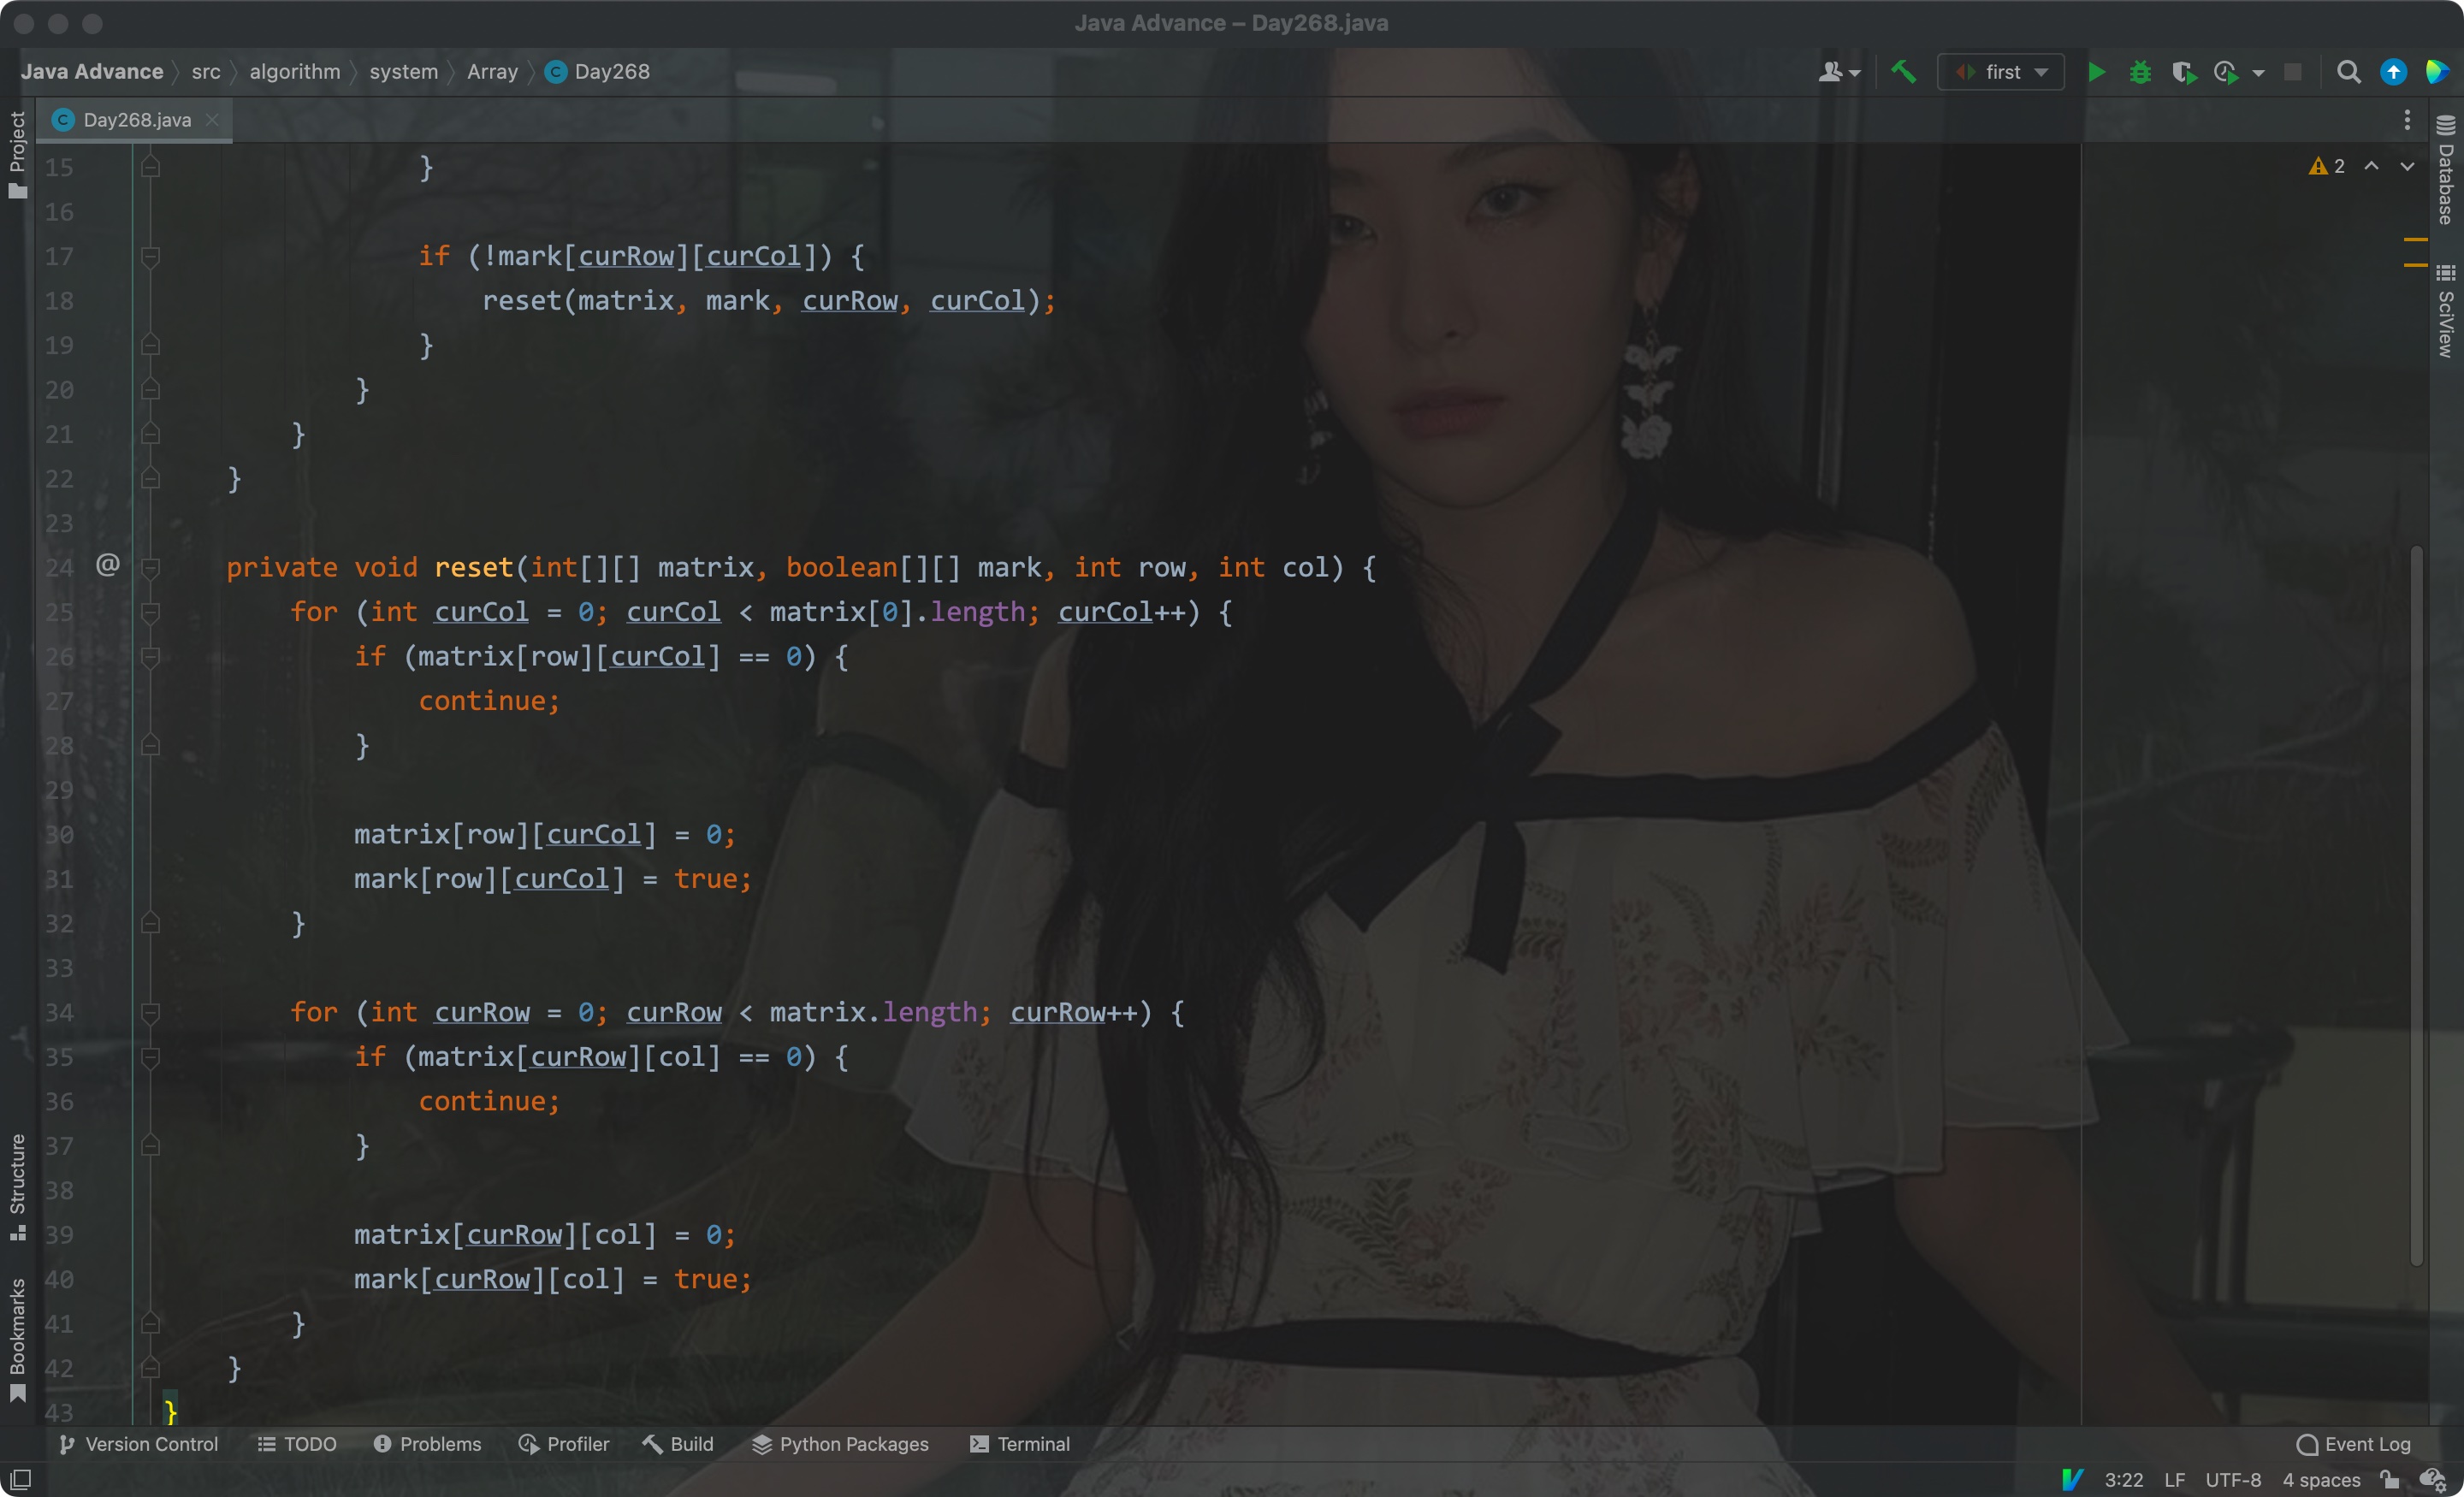 Java Advance – Day268.java
Java Advance src algorithm system Array Day268
first
Day268.java
Project
Database
SciView
Structure
Bookmarks
2
15                 }
16
17                 if (!mark[curRow][curCol]) {
18                     reset(matrix, mark, curRow, curCol);
19                 }
20             }
21         }
22     }
23
24     private void reset(int[][] matrix, boolean[][] mark, int row, int col) {
25         for (int curCol = 0; curCol < matrix[0].length; curCol++) {
26             if (matrix[row][curCol] == 0) {
27                 continue;
28             }
29
30             matrix[row][curCol] = 0;
31             mark[row][curCol] = true;
32         }
33
34         for (int curRow = 0; curRow < matrix.length; curRow++) {
35             if (matrix[curRow][col] == 0) {
36                 continue;
37             }
38
39             matrix[curRow][col] = 0;
40             mark[curRow][col] = true;
41         }
42     }
43 }
Version Control TODO Problems Profiler Build Python Packages Terminal Event Log
3:22 LF UTF-8 4 spaces